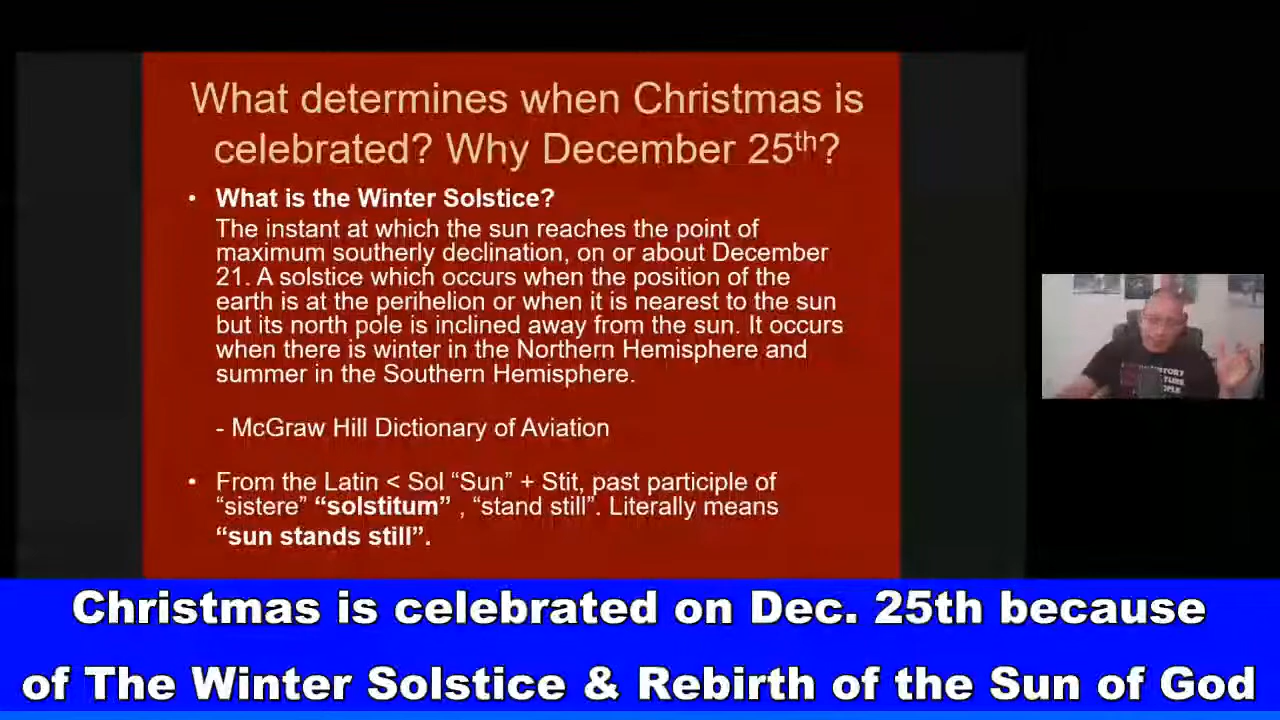 What determines when Christmas is
celebrated? Why December 25th?
• What is the Winter Solstice?
The instant at which the sun reaches the point of
maximum southerly declination, on or about December
21. A solstice which occurs when the position of the
earth is at the perihelion or when it is nearest to the sun
but its north pole is inclined away from the sun. It occurs
when there is winter in the Northern Hemisphere and
summer in the Southern Hemisphere.
- McGraw Hill Dictionary of Aviation
• From the Latin < Sol “Sun” + Stit, past participle of
“sistere” “solstitum” , “stand still”. Literally means
“sun stands still”.
Christmas is celebrated on Dec. 25th because
of The Winter Solstice & Rebirth of the Sun of God